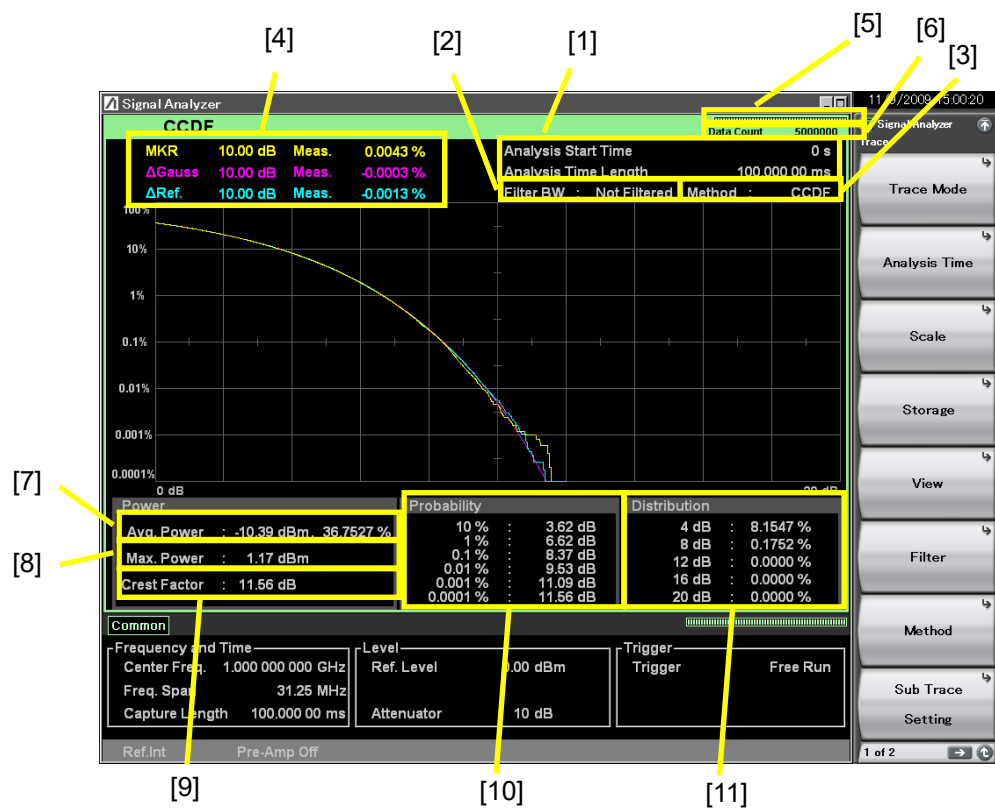 [4]
[2]
[1]
[5]
[6]
[3]
Signal Analyzer
CCDF
Data Count 5000000
MKR 10.00 dB Meas. 0.0043 %
ΔGauss 10.00 dB Meas. -0.0003 %
ΔRef. 10.00 dB Meas. -0.0013 %
Analysis Start Time 0 s
Analysis Time Length 100.000 00 ms
Filter BW : Not Filtered Method : CCDF
100%
10%
1%
0.1%
0.01%
0.001%
0.0001%
0 dB 20 dB
[7]
[8]
Power
Avg. Power : -10.39 dBm, 36.7527 %
Max. Power : 1.17 dBm
Crest Factor : 11.56 dB
Probability
10 % : 3.62 dB
1 % : 6.62 dB
0.1 % : 8.37 dB
0.01 % : 9.53 dB
0.001 % : 11.09 dB
0.0001 % : 11.56 dB
Distribution
4 dB : 8.1547 %
8 dB : 0.1752 %
12 dB : 0.0000 %
16 dB : 0.0000 %
20 dB : 0.0000 %
Common
Frequency and Time
Center Freq. 1.000 000 000 GHz
Freq. Span 31.25 MHz
Capture Length 100.000 00 ms
Level
Ref. Level 0.00 dBm
Attenuator 10 dB
Trigger
Trigger Free Run
Ref.Int Pre-Amp Off
15:00:20
Signal Analyzer
Trace
Trace Mode
Analysis Time
Scale
Storage
View
Filter
Method
Sub Trace
Setting
1 of 2
[9]
[10]
[11]